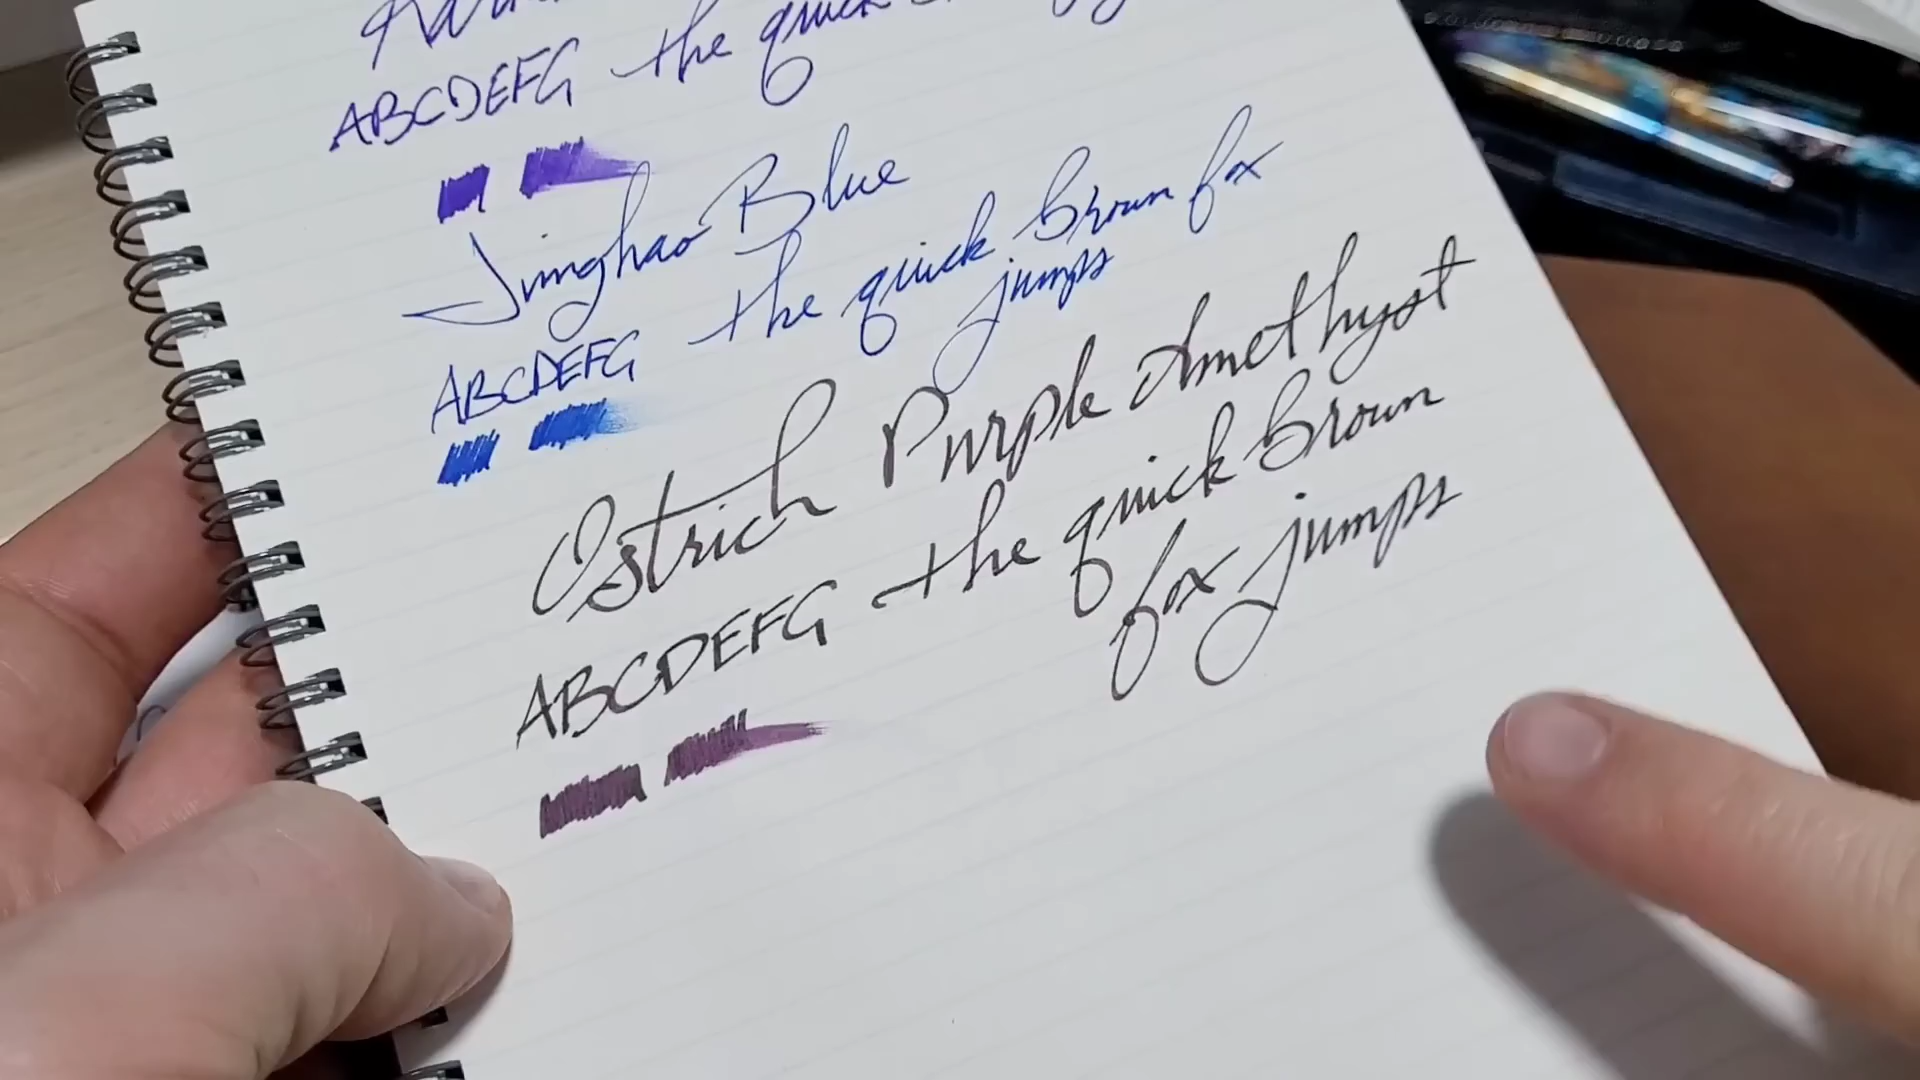 ABCDEFG the quick
Jinghao Blue
ABCDEFG the quick brown fox
jumps
Ostrich Purple Amethyst
ABCDEFG the quick brown
fox jumps